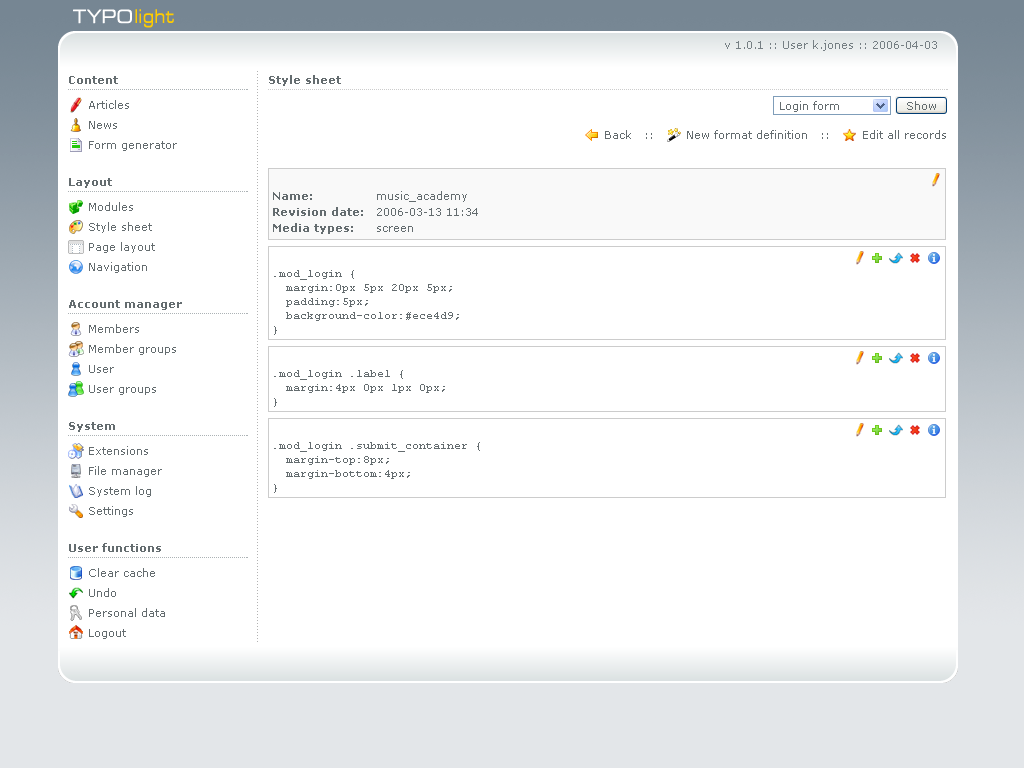 TYPOlight
v 1.0.1 :: User k.jones :: 2006-04-03
Content
Articles
News
Form generator
Layout
Modules
Style sheet
Page layout
Navigation
Account manager
Members
Member groups
User
User groups
System
Extensions
File manager
System log
Settings
User functions
Clear cache
Undo
Personal data
Logout
Style sheet
Login form Show
Back :: New format definition :: Edit all records
Name: music_academy
Revision date: 2006-03-13 11:34
Media types: screen
.mod_login {
margin:0px 5px 20px 5px;
padding:5px;
background-color:#ece4d9;
}
.mod_login .label {
margin:4px 0px 1px 0px;
}
.mod_login .submit_container {
margin-top:8px;
margin-bottom:4px;
}